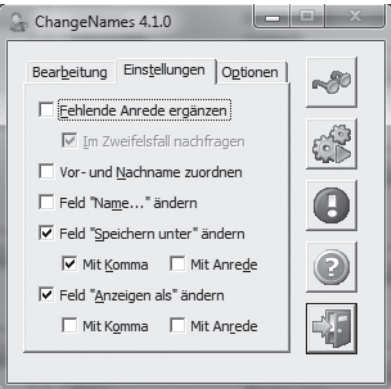 ChangeNames 4.1.0
Bearbeitung Einstellungen Optionen
Fehlende Anrede ergänzen
Im Zweifelsfall nachfragen
Vor- und Nachname zuordnen
Feld "Name..." ändern
Feld "Speichern unter" ändern
Mit Komma Mit Anrede
Feld "Anzeigen als" ändern
Mit Komma Mit Anrede